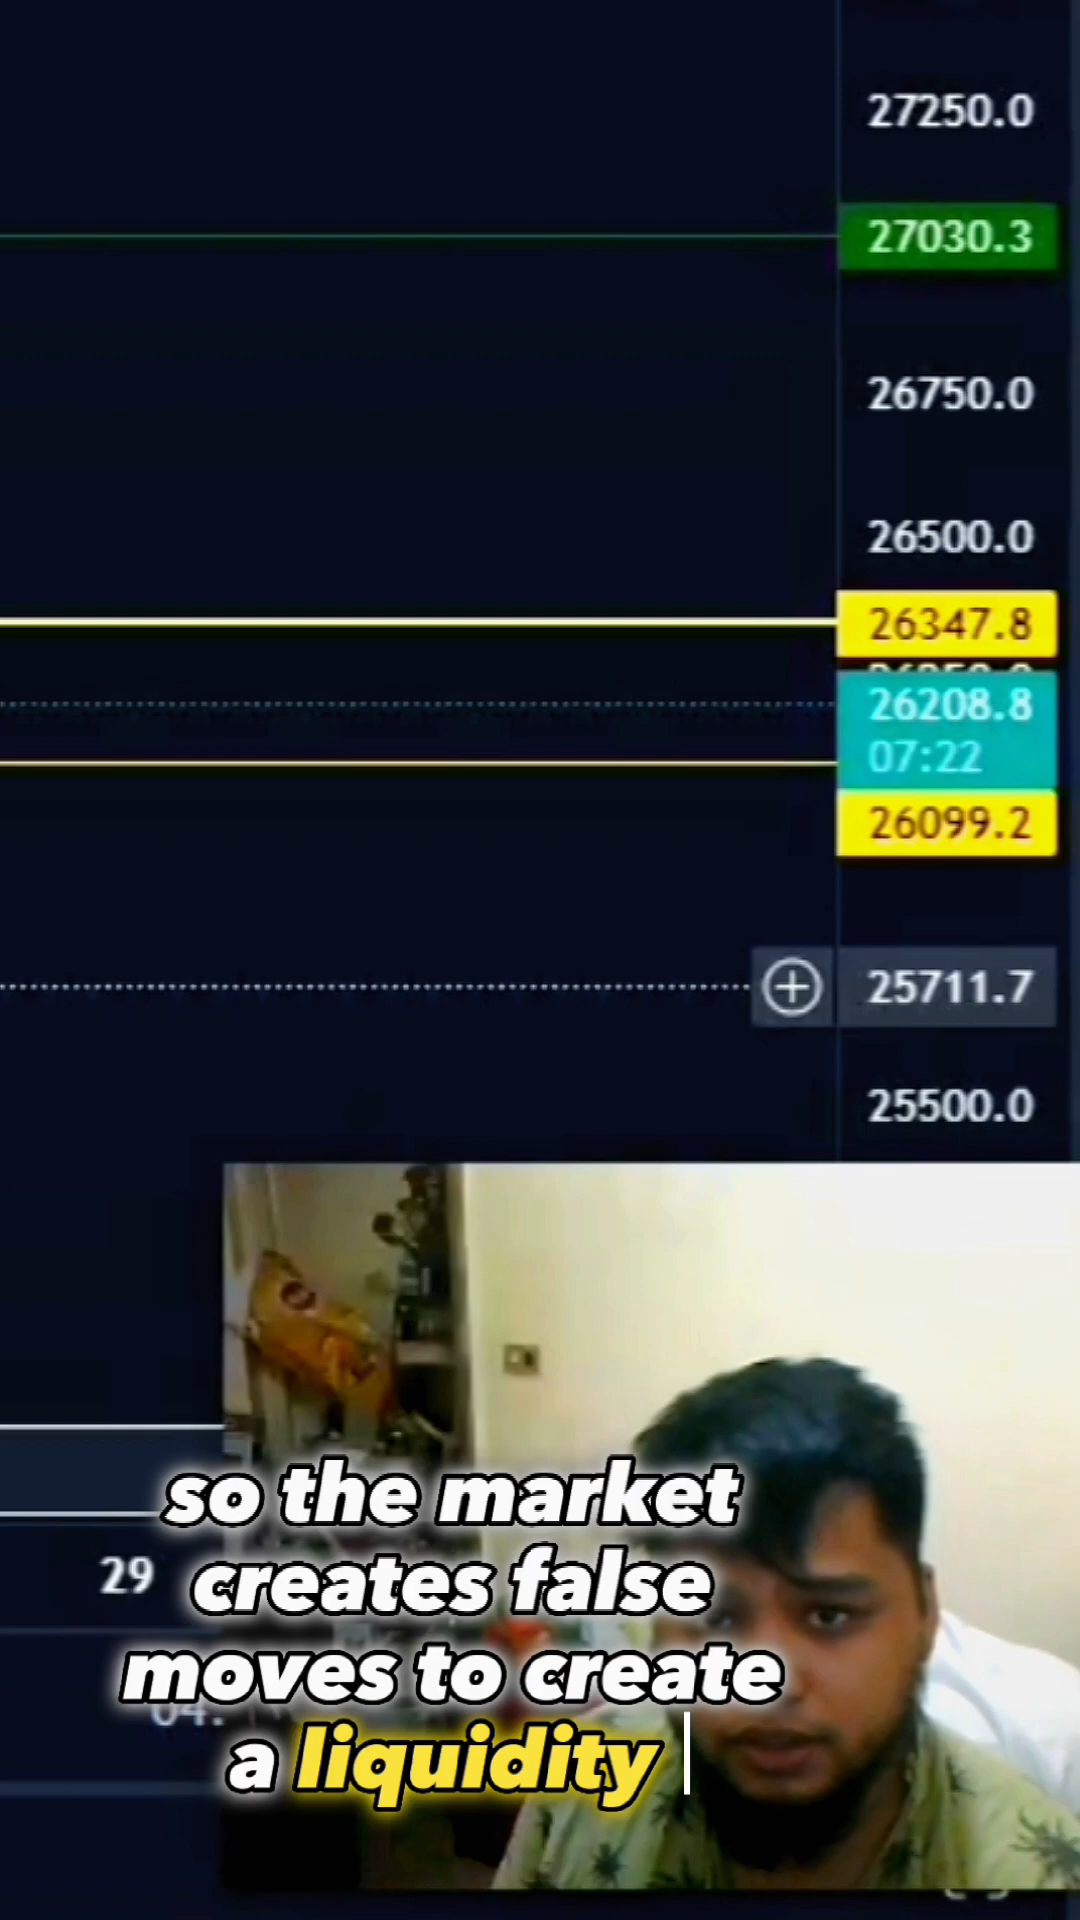 27250.0
27030.3
26750.0
26500.0
26347.8
26208.8
07:22
26099.2
25711.7
25500.0
29
so the market
creates false
moves to create
a liquidity